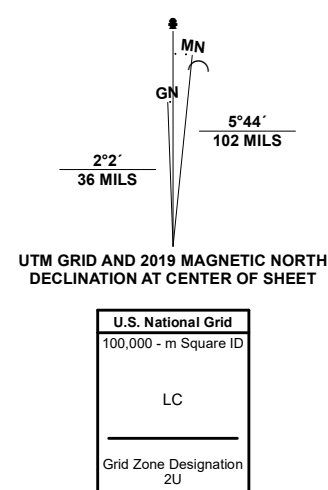 MN
GN
5°44´
102 MILS
2°2´
36 MILS
UTM GRID AND 2019 MAGNETIC NORTH
DECLINATION AT CENTER OF SHEET
U.S. National Grid
100,000 - m Square ID
LC
Grid Zone Designation
2U